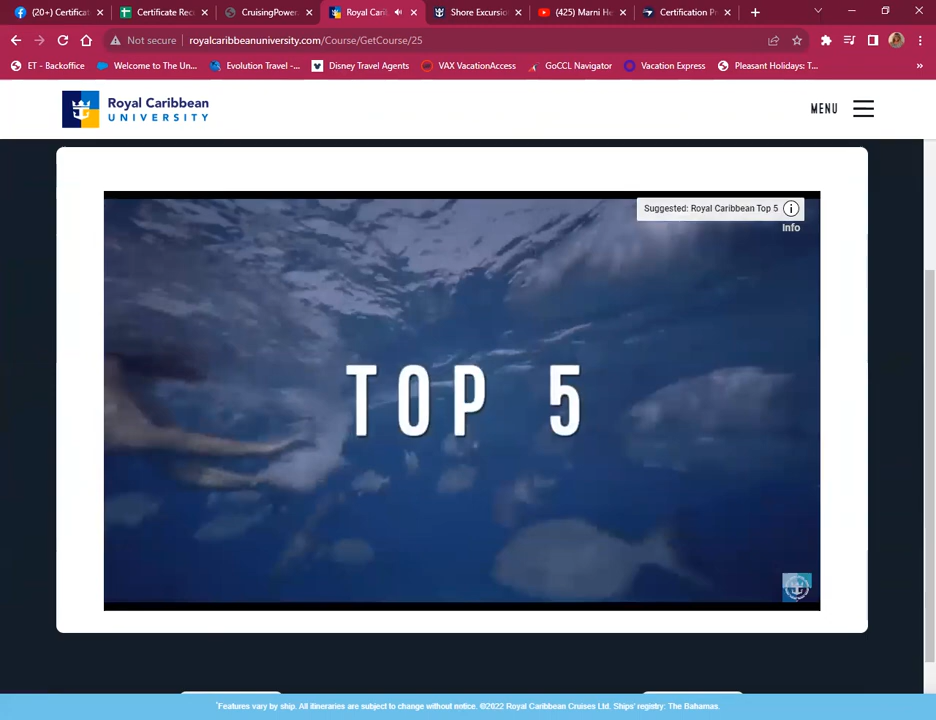 (20+) Certificat
Certificate Rec
CruisingPower
Royal Cari
Shore Excursio
(425) Marni He
Certification Pr
Not secure
royalcaribbeanuniversity.com/Course/GetCourse/25
ET - Backoffice
Welcome to The Un...
Evolution Travel -...
Disney Travel Agents
VAX VacationAccess
GoCCL Navigator
Vacation Express
Pleasant Holidays: T...
»
Royal Caribbean
UNIVERSITY
MENU
Suggested: Royal Caribbean Top 5
Info
TOP 5
*Features vary by ship. All itineraries are subject to change without notice. ©2022 Royal Caribbean Cruises Ltd. Ships' registry: The Bahamas.